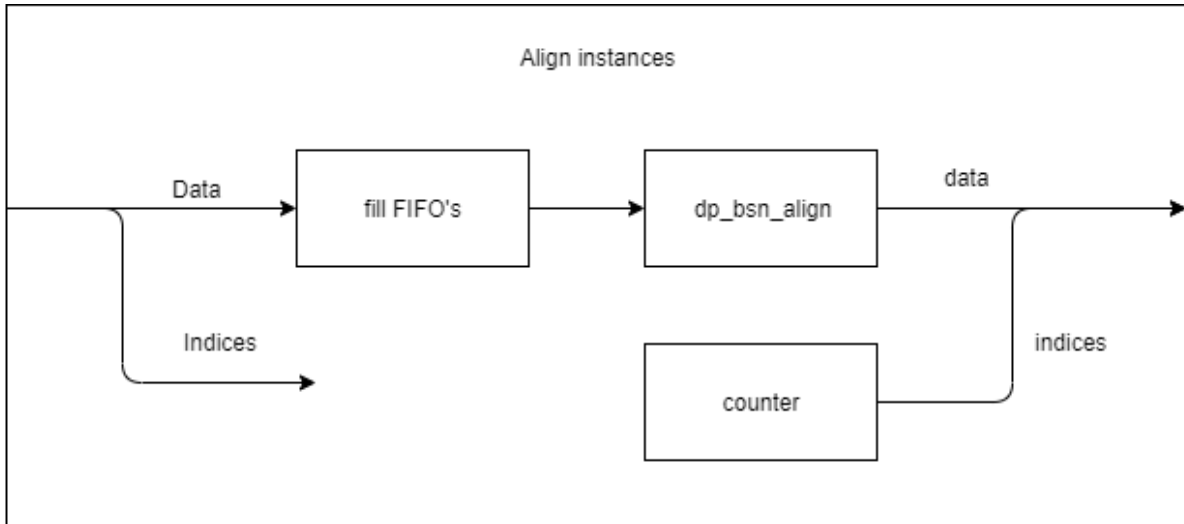 Align instances
Data
fill FIFO's
dp_bsn_align
data
Indices
counter
indices